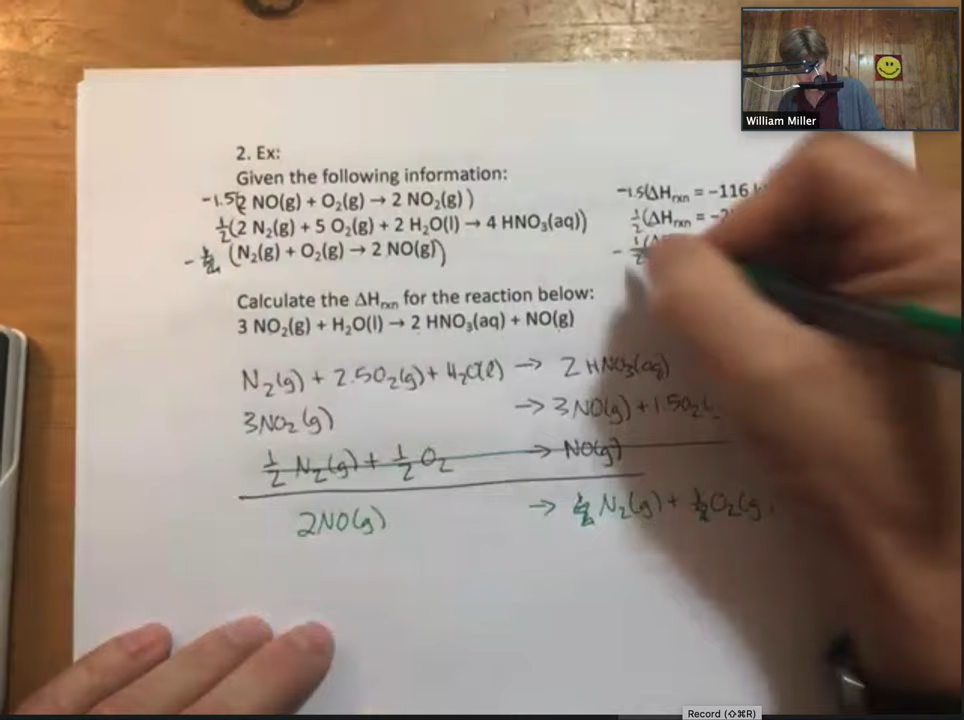 William Miller
2. Ex:
Given the following information:
-1.5(2 NO(g) + O₂(g) → 2 NO₂(g))
½(2 N₂(g) + 5 O₂(g) + 2 H₂O(l) → 4 HNO₃(aq))
-½ (N₂(g) + O₂(g) → 2 NO(g))
-1.5(ΔHrxn = -116
½(ΔHrxn =
-½
Calculate the ΔHrxn for the reaction below:
3 NO₂(g) + H₂O(l) → 2 HNO₃(aq) + NO(g)
N₂(g) + 2.5O₂(g) + H₂O(l) → 2 HNO₃(aq)
3NO₂(g) → 3NO(g) + 1.5O₂
½ N₂(g) + ½ O₂ → NO(g)
2NO(g) → ½ N₂(g) + ½ O₂(g
Record (⇧⌘R)